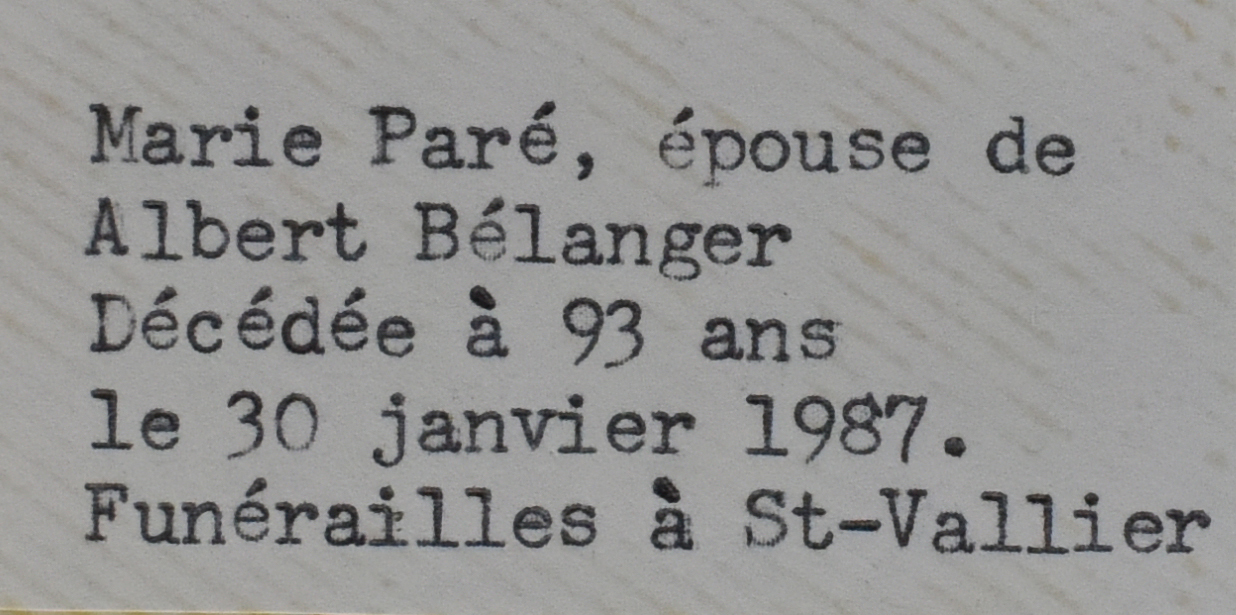 Marie Paré, épouse de
Albert Bélanger
Décédée à 93 ans
le 30 janvier 1987.
Funérailles à St-Vallier